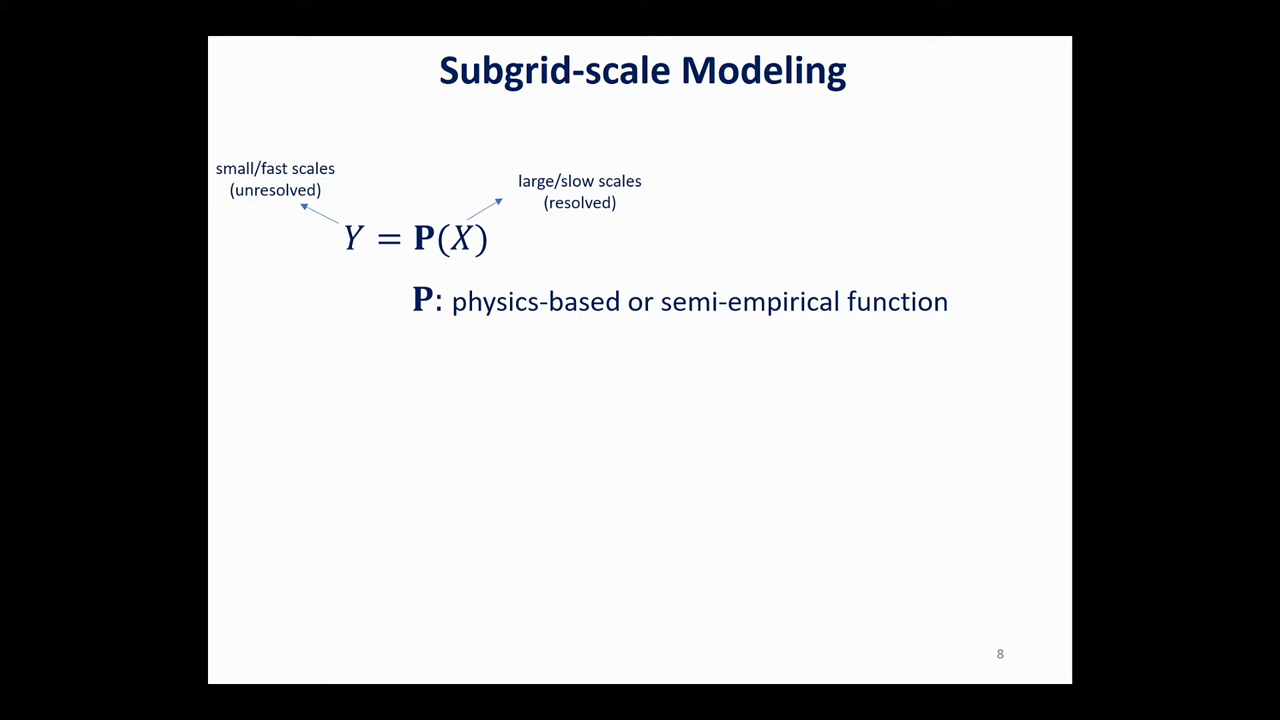 Subgrid-scale Modeling
small/fast scales
(unresolved)
large/slow scales
(resolved)
Y = P(X)
P: physics-based or semi-empirical function
8